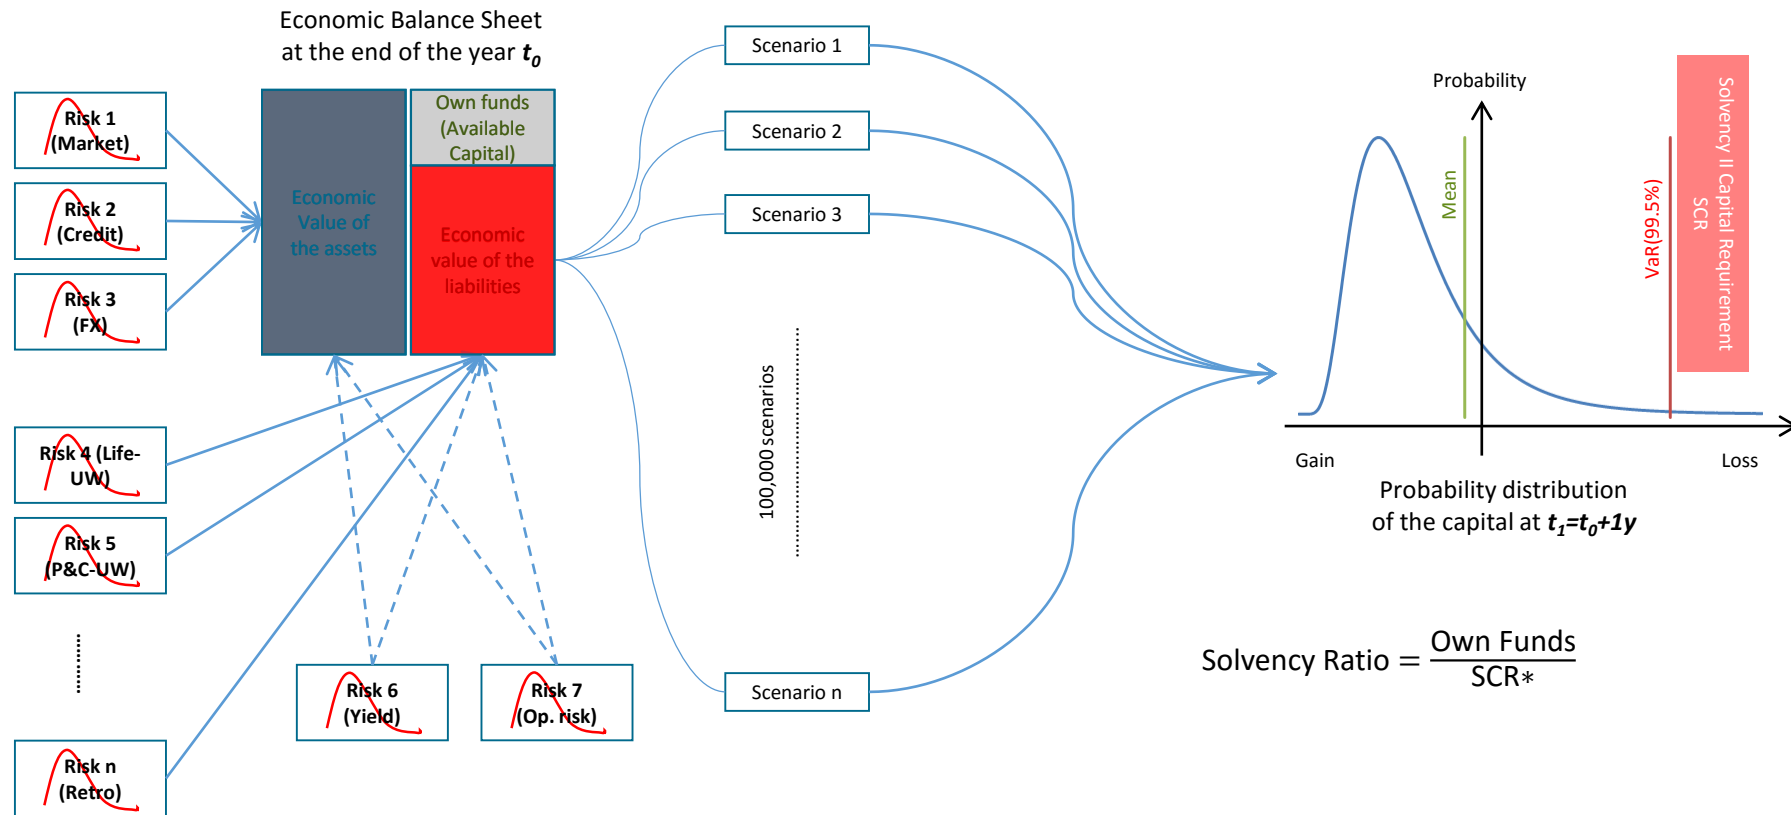 Economic Balance Sheet
at the end of the year t0
Risk 1
(Market)
Risk 2
(Credit)
Risk 3
(FX)
Risk 4 (Life-
UW)
Risk 5
(P&C-UW)
Risk n
(Retro)
Risk 6
(Yield)
Risk 7
(Op. risk)
Economic
Value of
the assets
Own funds
(Available
Capital)
Economic
value of the
liabilities
Scenario 1
Scenario 2
Scenario 3
100,000 scenarios
Scenario n
Probability
Mean
VaR(99.5%)
Solvency II Capital Requirement
SCR
Gain
Loss
Probability distribution
of the capital at t1=t0+1y
Solvency Ratio = Own Funds
SCR*